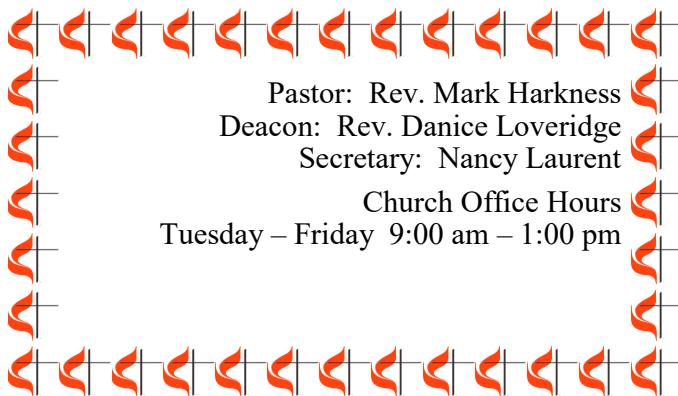 Pastor:  Rev. Mark Harkness
Deacon:  Rev. Danice Loveridge
Secretary:  Nancy Laurent
Church Office Hours
Tuesday – Friday  9:00 am – 1:00 pm